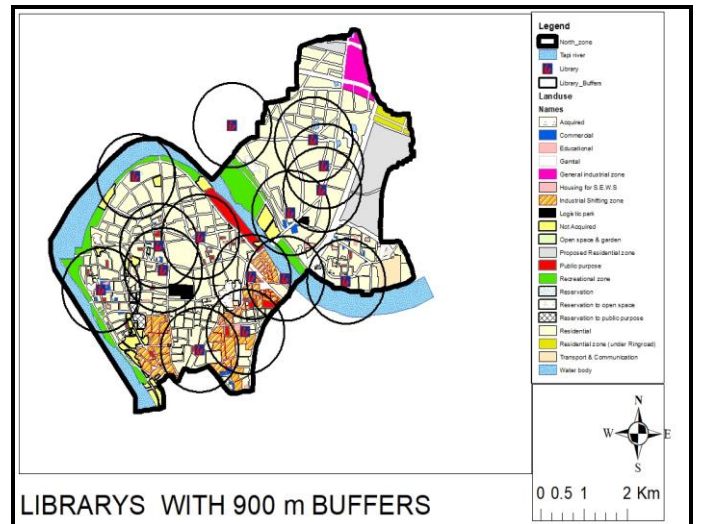 Legend
North_zone
Tapi river
Library
Library_Buffers
Landuse
Names
Acquired
Commercial
Educational
Gamtal
General industrial zone
Housing for S.E.W.S
Industrial Shifting zone
Logistic park
Not Acquired
Open space & garden
Proposed Residential zone
Public purpose
Recreational zone
Reservation
Reservation to open space
Reservation to public purpose
Residential
Residential zone (under Ringroad)
Transport & Communication
Water body
N
W E
S
0 0.5 1 2 Km
LIBRARYS WITH 900 m BUFFERS